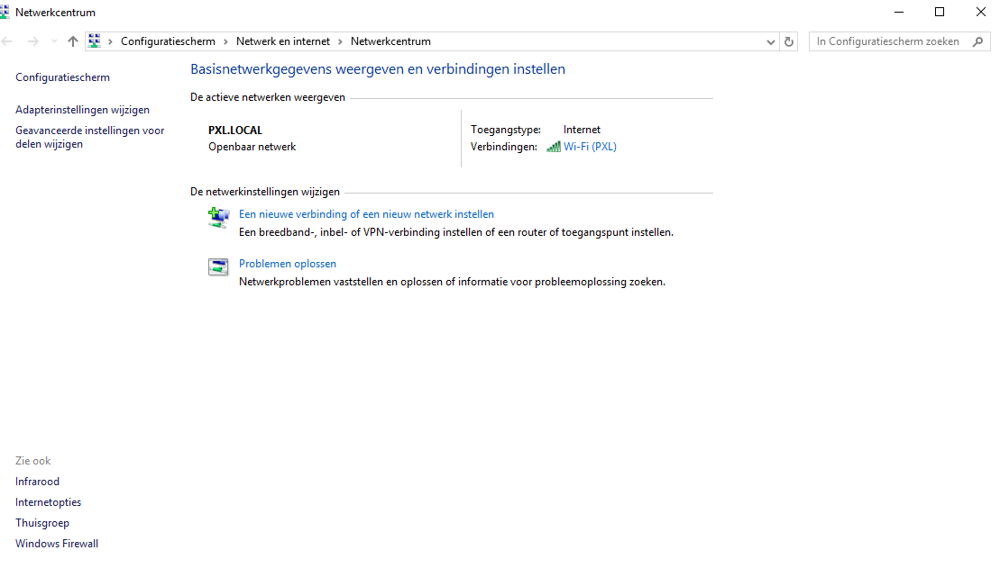 Netwerkcentrum
Configuratiescherm > Netwerk en internet > Netwerkcentrum
In Configuratiescherm zoeken
Configuratiescherm
Adapterinstellingen wijzigen
Geavanceerde instellingen voor
delen wijzigen
Basisnetwerkgegevens weergeven en verbindingen instellen
De actieve netwerken weergeven
PXL.LOCAL
Openbaar netwerk
Toegangstype: Internet
Verbindingen: Wi-Fi (PXL)
De netwerkinstellingen wijzigen
Een nieuwe verbinding of een nieuw netwerk instellen
Een breedband-, inbel- of VPN-verbinding instellen of een router of toegangspunt instellen.
Problemen oplossen
Netwerkproblemen vaststellen en oplossen of informatie voor probleemoplossing zoeken.
Zie ook
Infrarood
Internetopties
Thuisgroep
Windows Firewall